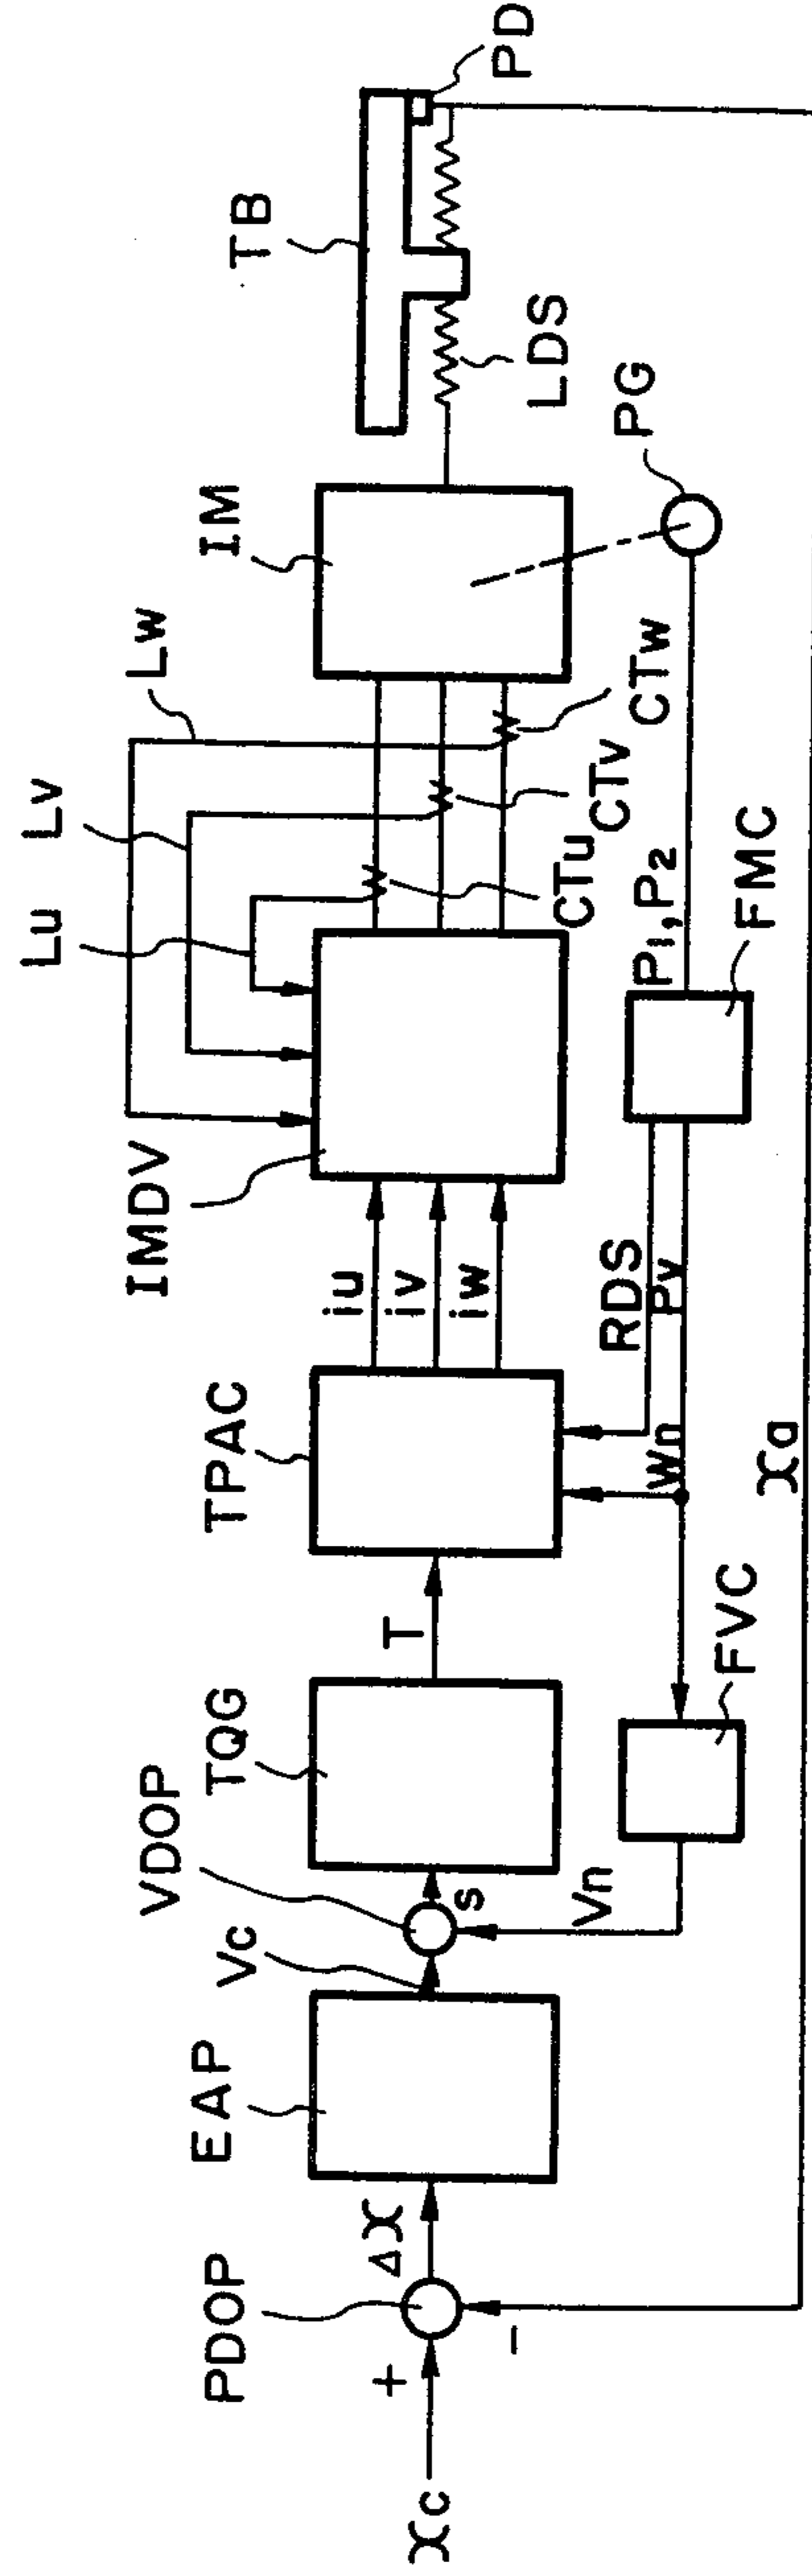 Xc
+
−
PDOP
ΔX
EAP
Vc
VDOP
s
Vn
TQG
T
FVC
TPAC
Wn
Pv
RDS
Xa
iu
iv
iw
IMDV
Lu
Lv
Lw
CTu
CTv
CTw
P1,P2
FMC
IM
PG
LDS
TB
PD